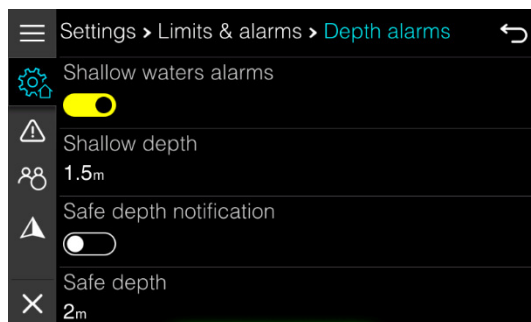 Settings > Limits & alarms > Depth alarms
Shallow waters alarms
Shallow depth
1.5m
Safe depth notification
Safe depth
2m